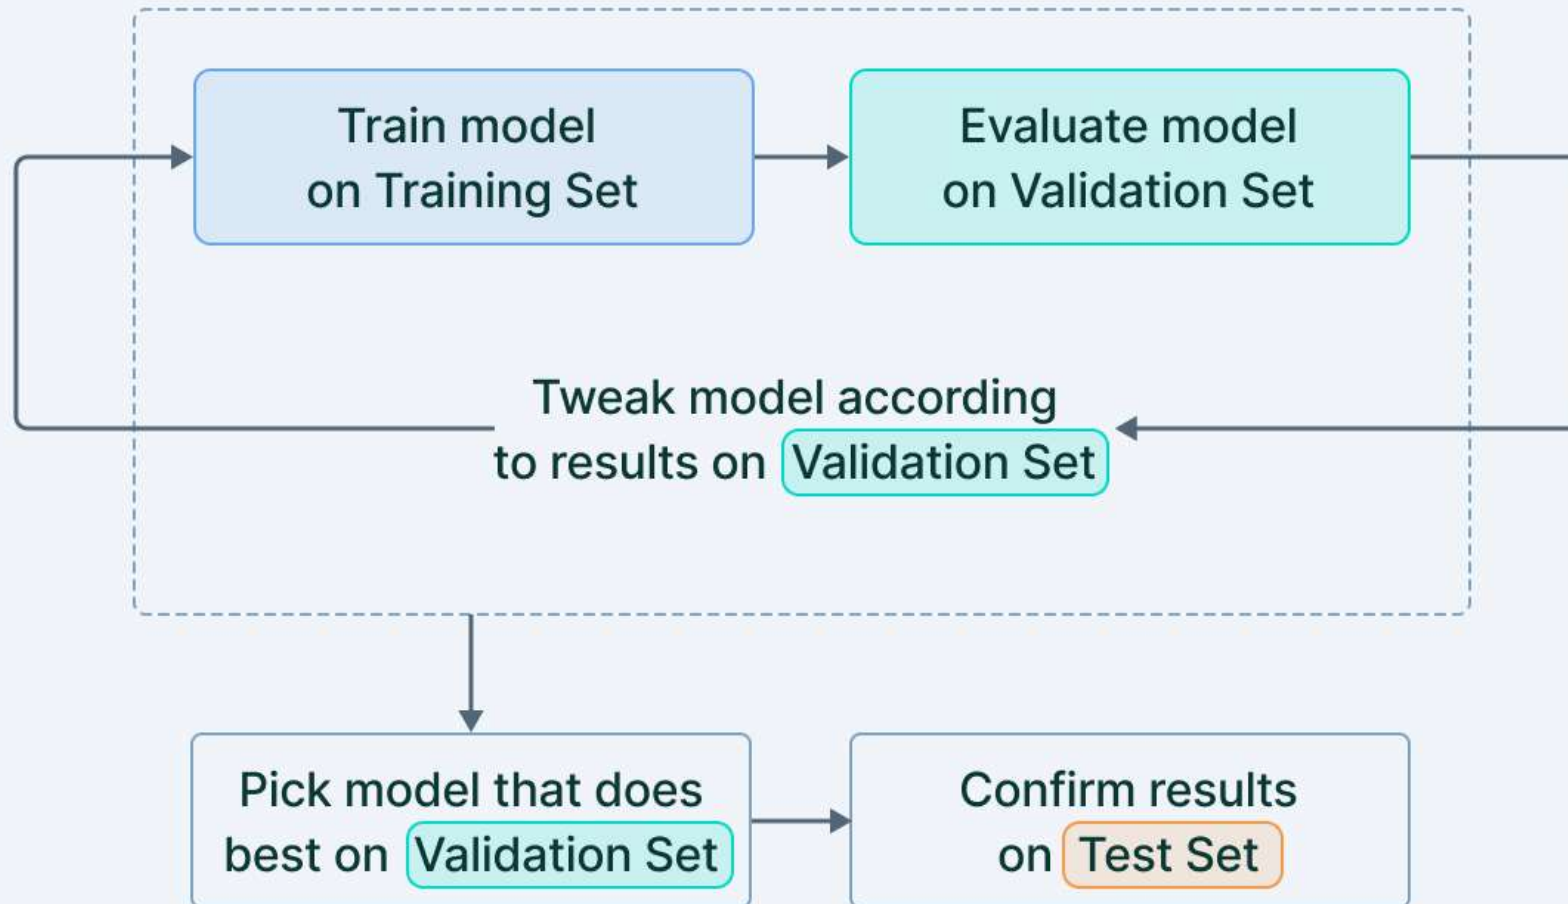 Train model
on Training Set
Evaluate model
on Validation Set
Tweak model according
to results on Validation Set
Pick model that does
best on Validation Set
Confirm results
on Test Set